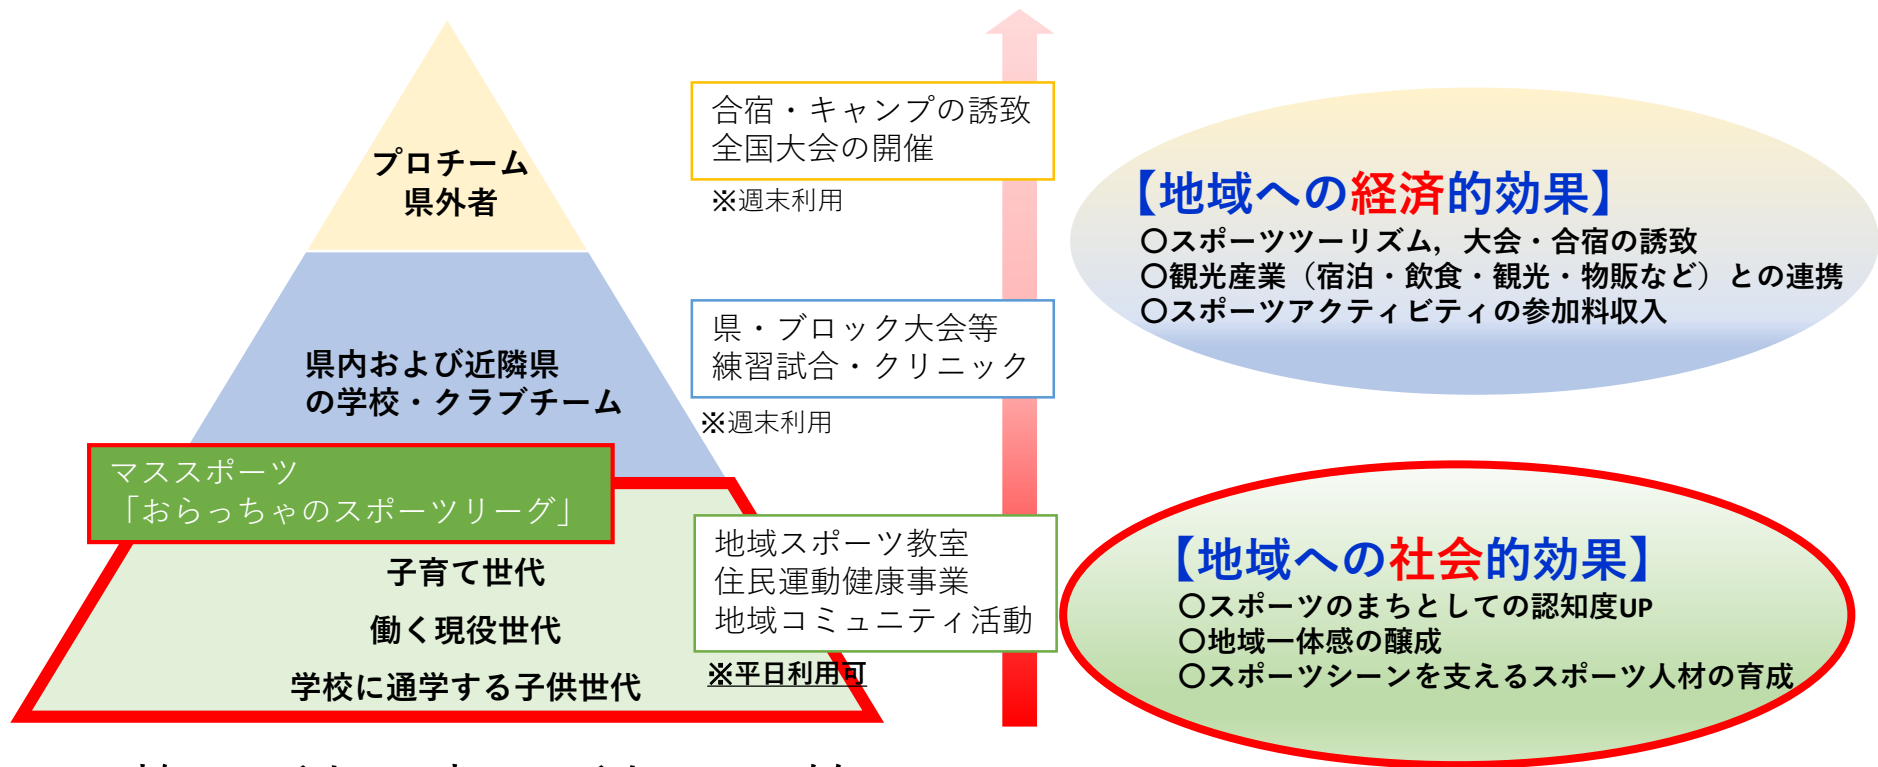 プロチーム
県外者
県内および近隣県
の学校・クラブチーム
マススポーツ
「おらっちゃのスポーツリーグ」
子育て世代
働く現役世代
学校に通学する子供世代
合宿・キャンプの誘致
全国大会の開催
※週末利用
県・ブロック大会等
練習試合・クリニック
※週末利用
地域スポーツ教室
住民運動健康事業
地域コミュニティ活動
※平日利用可
【地域への経済的効果】
〇スポーツツーリズム，大会・合宿の誘致
〇観光産業（宿泊・飲食・観光・物販など）との連携
〇スポーツアクティビティの参加料収入
【地域への社会的効果】
〇スポーツのまちとしての認知度UP
〇地域一体感の醸成
〇スポーツシーンを支えるスポーツ人材の育成